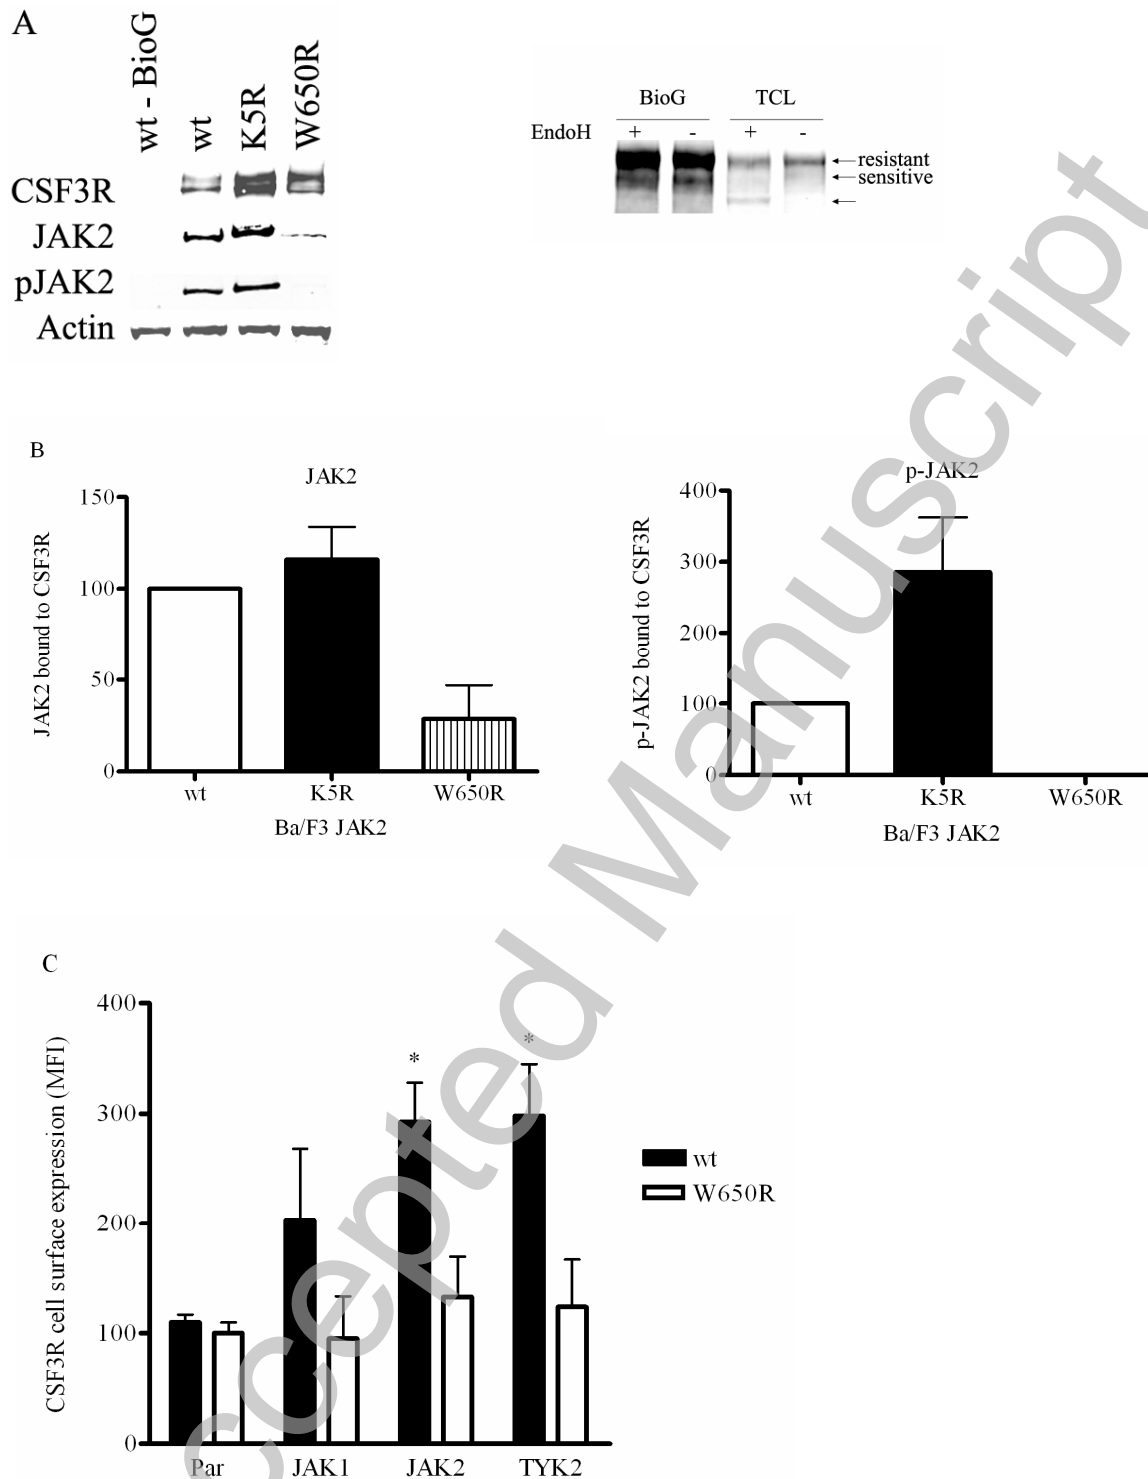 A
wt - BioG
wt
K5R
W650R
CSF3R
JAK2
pJAK2
Actin
BioG TCL
EndoH + - + -
resistant
sensitive
B
JAK2
JAK2 bound to CSF3R
150
100
50
0
wt K5R W650R
Ba/F3 JAK2
p-JAK2
p-JAK2 bound to CSF3R
400
300
200
100
0
wt K5R W650R
Ba/F3 JAK2
C
CSF3R cell surface expression (MFI)
400
300
200
100
0
* *
Par JAK1 JAK2 TYK2
wt
W650R
ccepted Manuscript